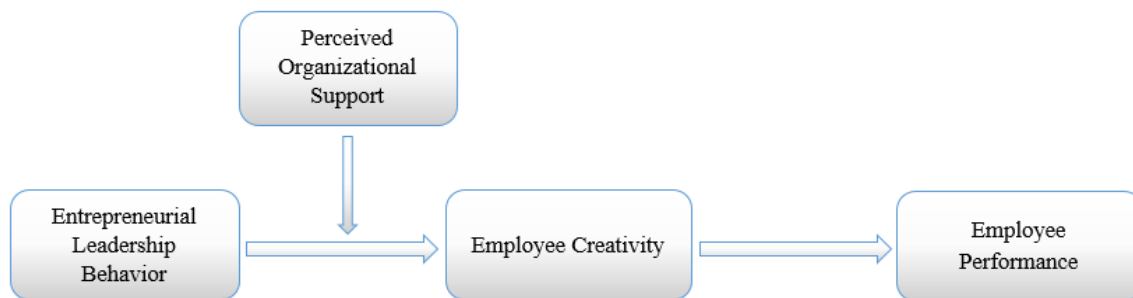 Perceived
Organizational
Support
Entrepreneurial
Leadership
Behavior
Employee Creativity
Employee
Performance